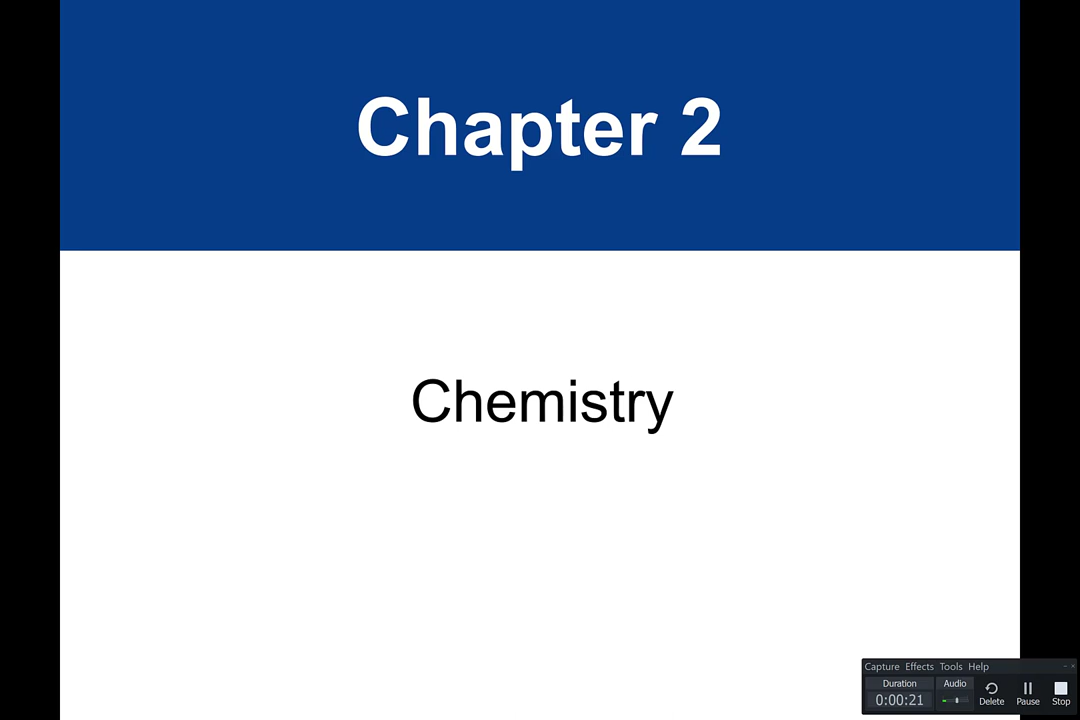 Chapter 2
Chemistry
Capture Effects Tools Help
Duration Audio
0:00:21 Delete Pause Stop